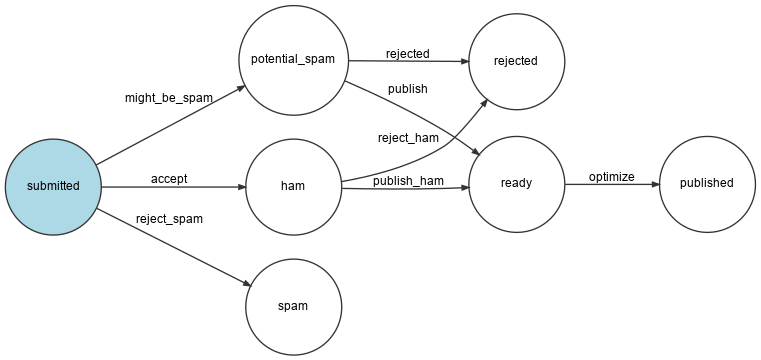 potential_spam
rejected
rejected
might_be_spam
publish
reject_ham
submitted
accept
ham
publish_ham
ready
optimize
published
reject_spam
spam